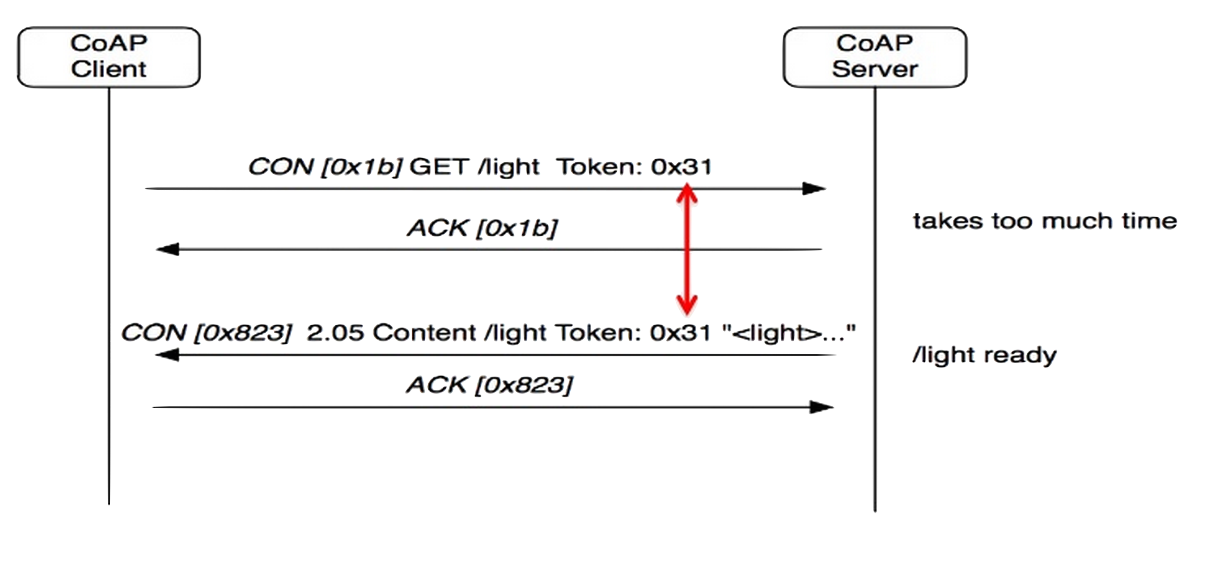 CoAP
Client
CoAP
Server
CON [0x1b] GET /light Token: 0x31
takes too much time
ACK [0x1b]
CON [0x823] 2.05 Content /light Token: 0x31 "<light>..."
/light ready
ACK [0x823]